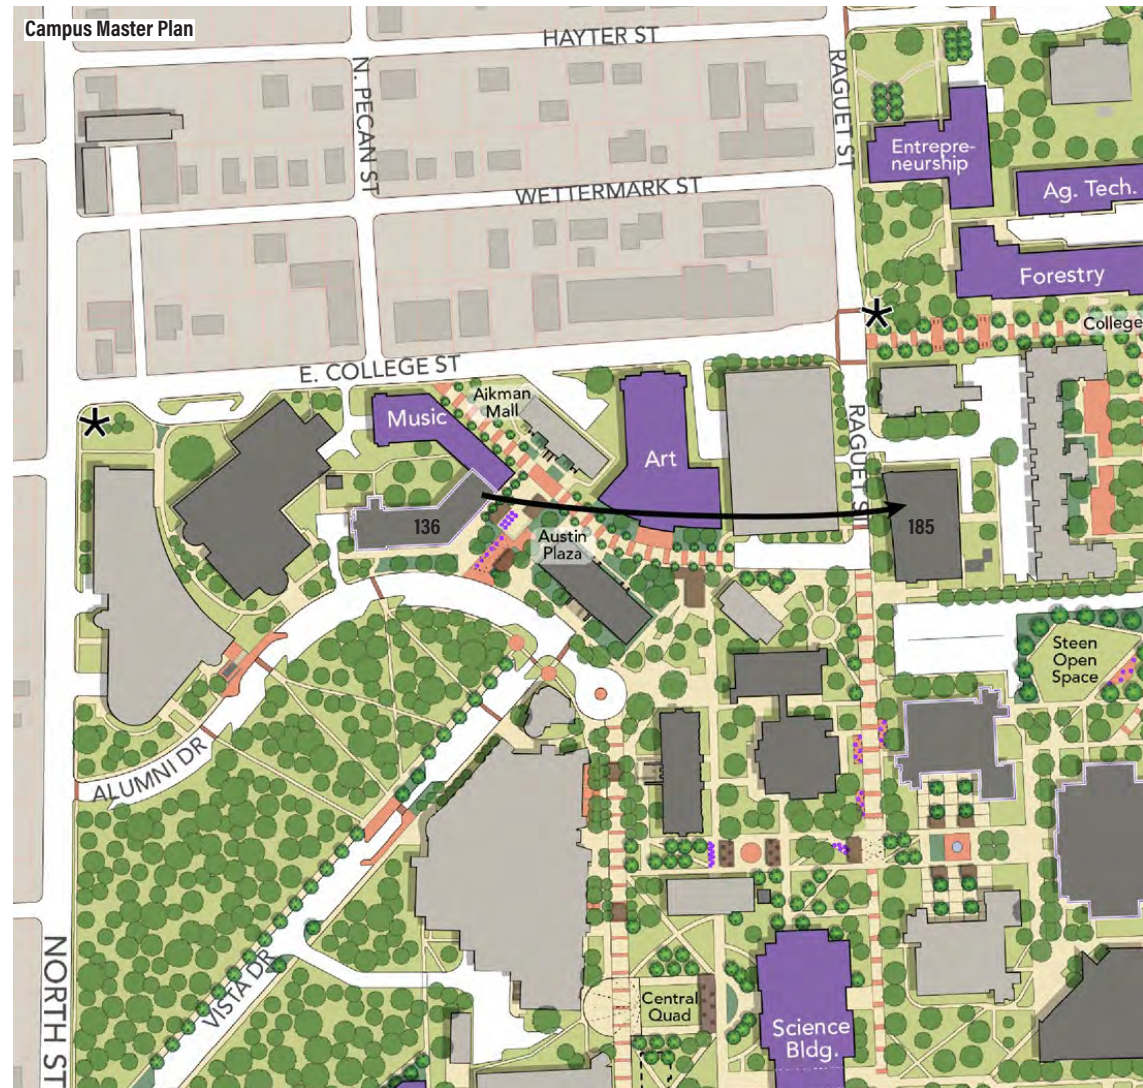 Campus Master Plan
HAYTER ST
N. PECAN ST
RAGUET ST
Entrepre-
neurship
Ag. Tech.
WETTERMARK ST
Forestry
College
E. COLLEGE ST
Aikman
Mall
Music
Art
RAGUET ST
136
185
Austin
Plaza
Steen
Open
Space
ALUMNI DR
VISTA DR
NORTH ST
Central
Quad
Science
Bldg.